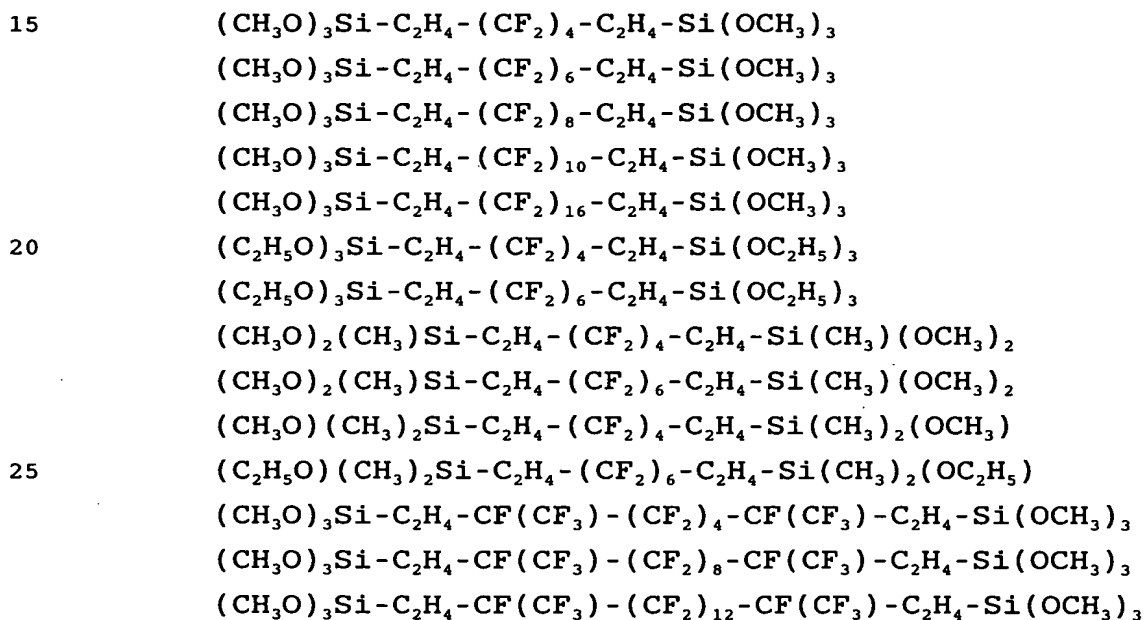 15 (CH₃O)₃Si-C₂H₄-(CF₂)₄-C₂H₄-Si(OCH₃)₃
(CH₃O)₃Si-C₂H₄-(CF₂)₆-C₂H₄-Si(OCH₃)₃
(CH₃O)₃Si-C₂H₄-(CF₂)₈-C₂H₄-Si(OCH₃)₃
(CH₃O)₃Si-C₂H₄-(CF₂)₁₀-C₂H₄-Si(OCH₃)₃
(CH₃O)₃Si-C₂H₄-(CF₂)₁₆-C₂H₄-Si(OCH₃)₃
20 (C₂H₅O)₃Si-C₂H₄-(CF₂)₄-C₂H₄-Si(OC₂H₅)₃
(C₂H₅O)₃Si-C₂H₄-(CF₂)₆-C₂H₄-Si(OC₂H₅)₃
(CH₃O)₂(CH₃)Si-C₂H₄-(CF₂)₄-C₂H₄-Si(CH₃)(OCH₃)₂
(CH₃O)₂(CH₃)Si-C₂H₄-(CF₂)₆-C₂H₄-Si(CH₃)(OCH₃)₂
(CH₃O)(CH₃)₂Si-C₂H₄-(CF₂)₄-C₂H₄-Si(CH₃)₂(OCH₃)
25 (C₂H₅O)(CH₃)₂Si-C₂H₄-(CF₂)₆-C₂H₄-Si(CH₃)₂(OC₂H₅)
(CH₃O)₃Si-C₂H₄-CF(CF₃)-(CF₂)₄-CF(CF₃)-C₂H₄-Si(OCH₃)₃
(CH₃O)₃Si-C₂H₄-CF(CF₃)-(CF₂)₈-CF(CF₃)-C₂H₄-Si(OCH₃)₃
(CH₃O)₃Si-C₂H₄-CF(CF₃)-(CF₂)₁₂-CF(CF₃)-C₂H₄-Si(OCH₃)₃